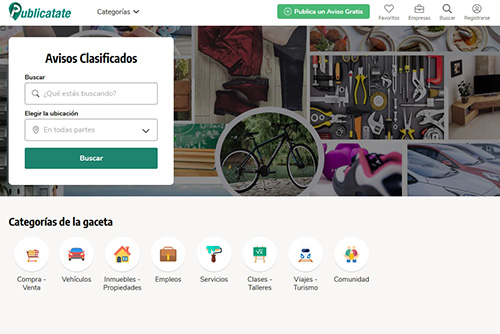 Publicatate
Categorías
Publica un Aviso Gratis
Favoritos
Empresas
Buscar
Registrarse
Avisos Clasificados
Buscar
¿Qué estás buscando?
Elegir la ubicación
En todas partes
Buscar
Categorías de la gaceta
Compra -
Venta
Vehículos
Inmuebles -
Propiedades
Empleos
Servicios
Clases -
Talleres
Viajes -
Turismo
Comunidad